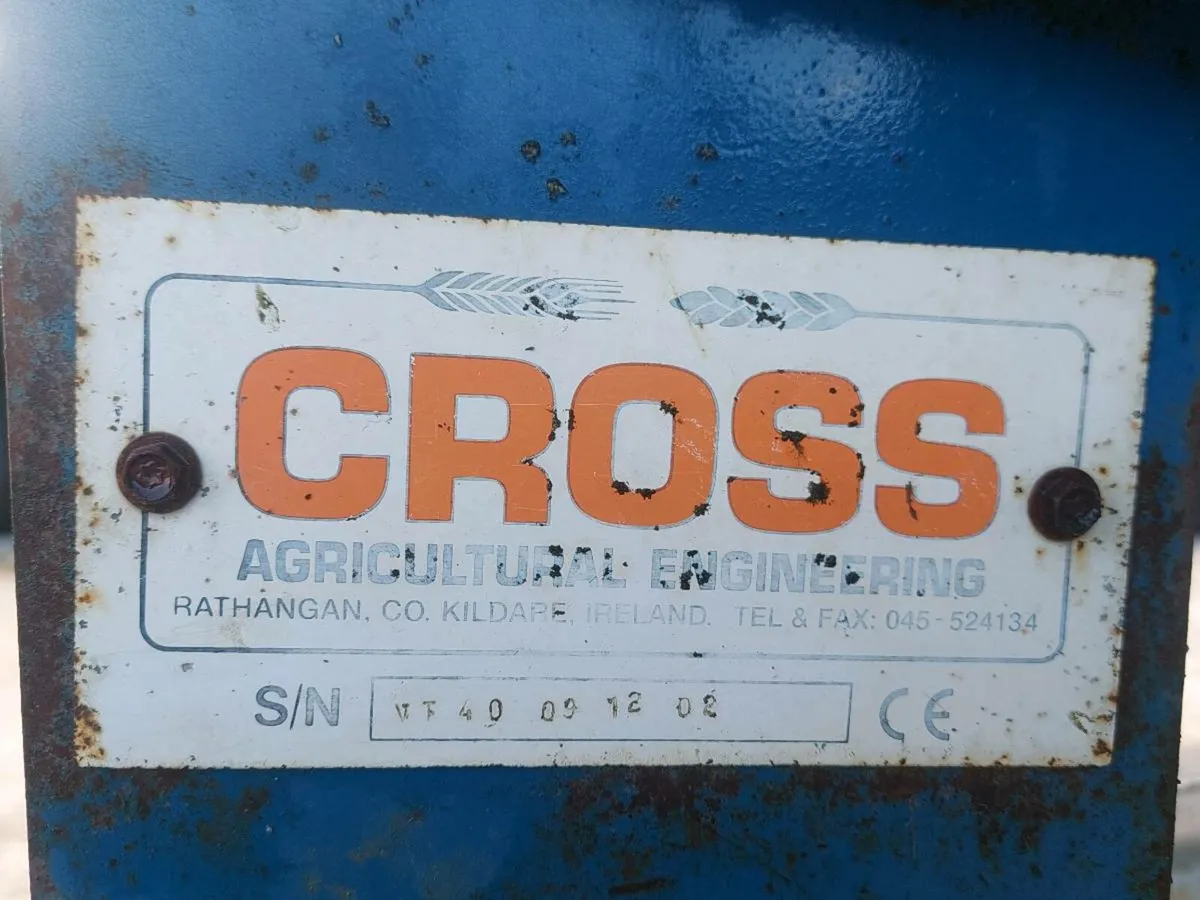 CROSS
AGRICULTURAL ENGINEERING
RATHANGAN, CO. KILDARE, IRELAND. TEL & FAX: 045-524134
S/N VT 40 09 12 02 CE